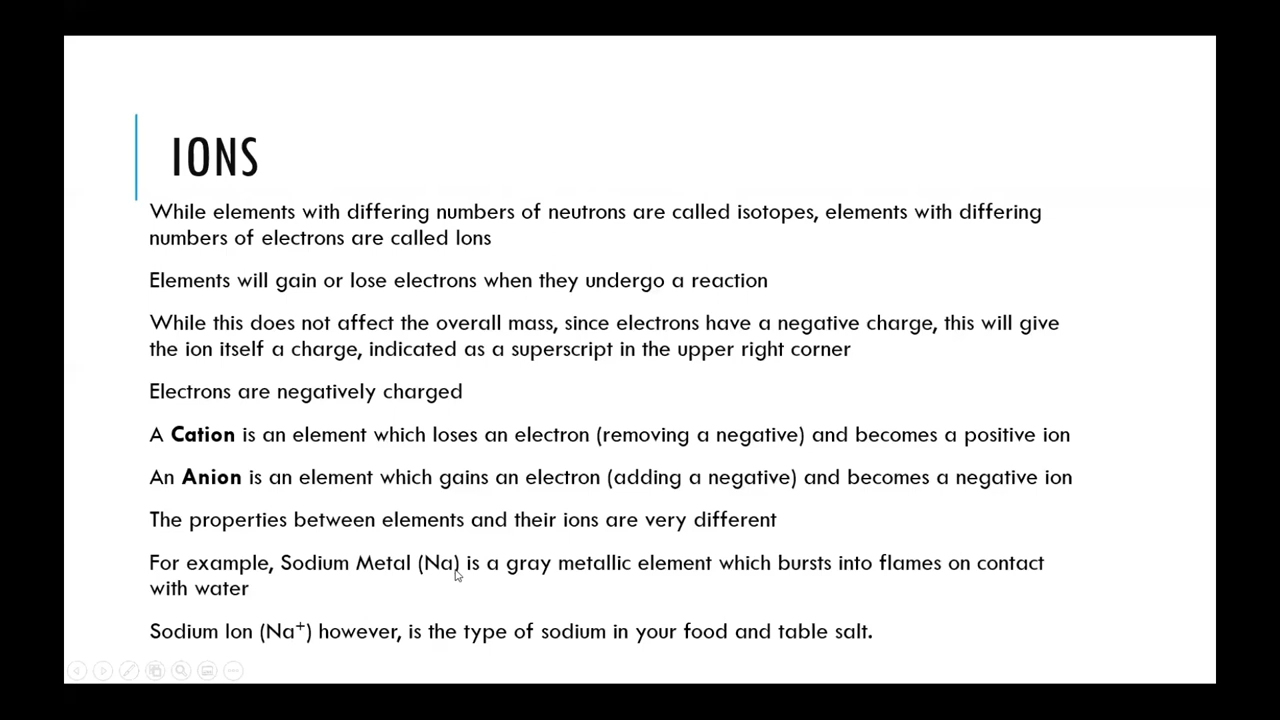 IONS
While elements with differing numbers of neutrons are called isotopes, elements with differing
numbers of electrons are called Ions
Elements will gain or lose electrons when they undergo a reaction
While this does not affect the overall mass, since electrons have a negative charge, this will give
the ion itself a charge, indicated as a superscript in the upper right corner
Electrons are negatively charged
A Cation is an element which loses an electron (removing a negative) and becomes a positive ion
An Anion is an element which gains an electron (adding a negative) and becomes a negative ion
The properties between elements and their ions are very different
For example, Sodium Metal (Na) is a gray metallic element which bursts into flames on contact
with water
Sodium Ion (Na⁺) however, is the type of sodium in your food and table salt.